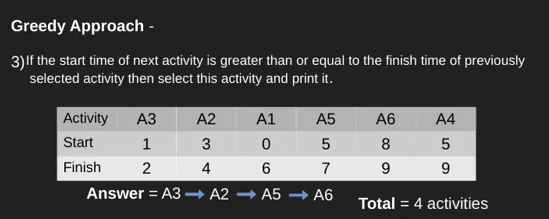 Greedy Approach -
3) If the start time of next activity is greater than or equal to the finish time of previously
selected activity then select this activity and print it.
Activity A3 A2 A1 A5 A6 A4
Start 1 3 0 5 8 5
Finish 2 4 6 7 9 9
Answer = A3 → A2 → A5 → A6
Total = 4 activities